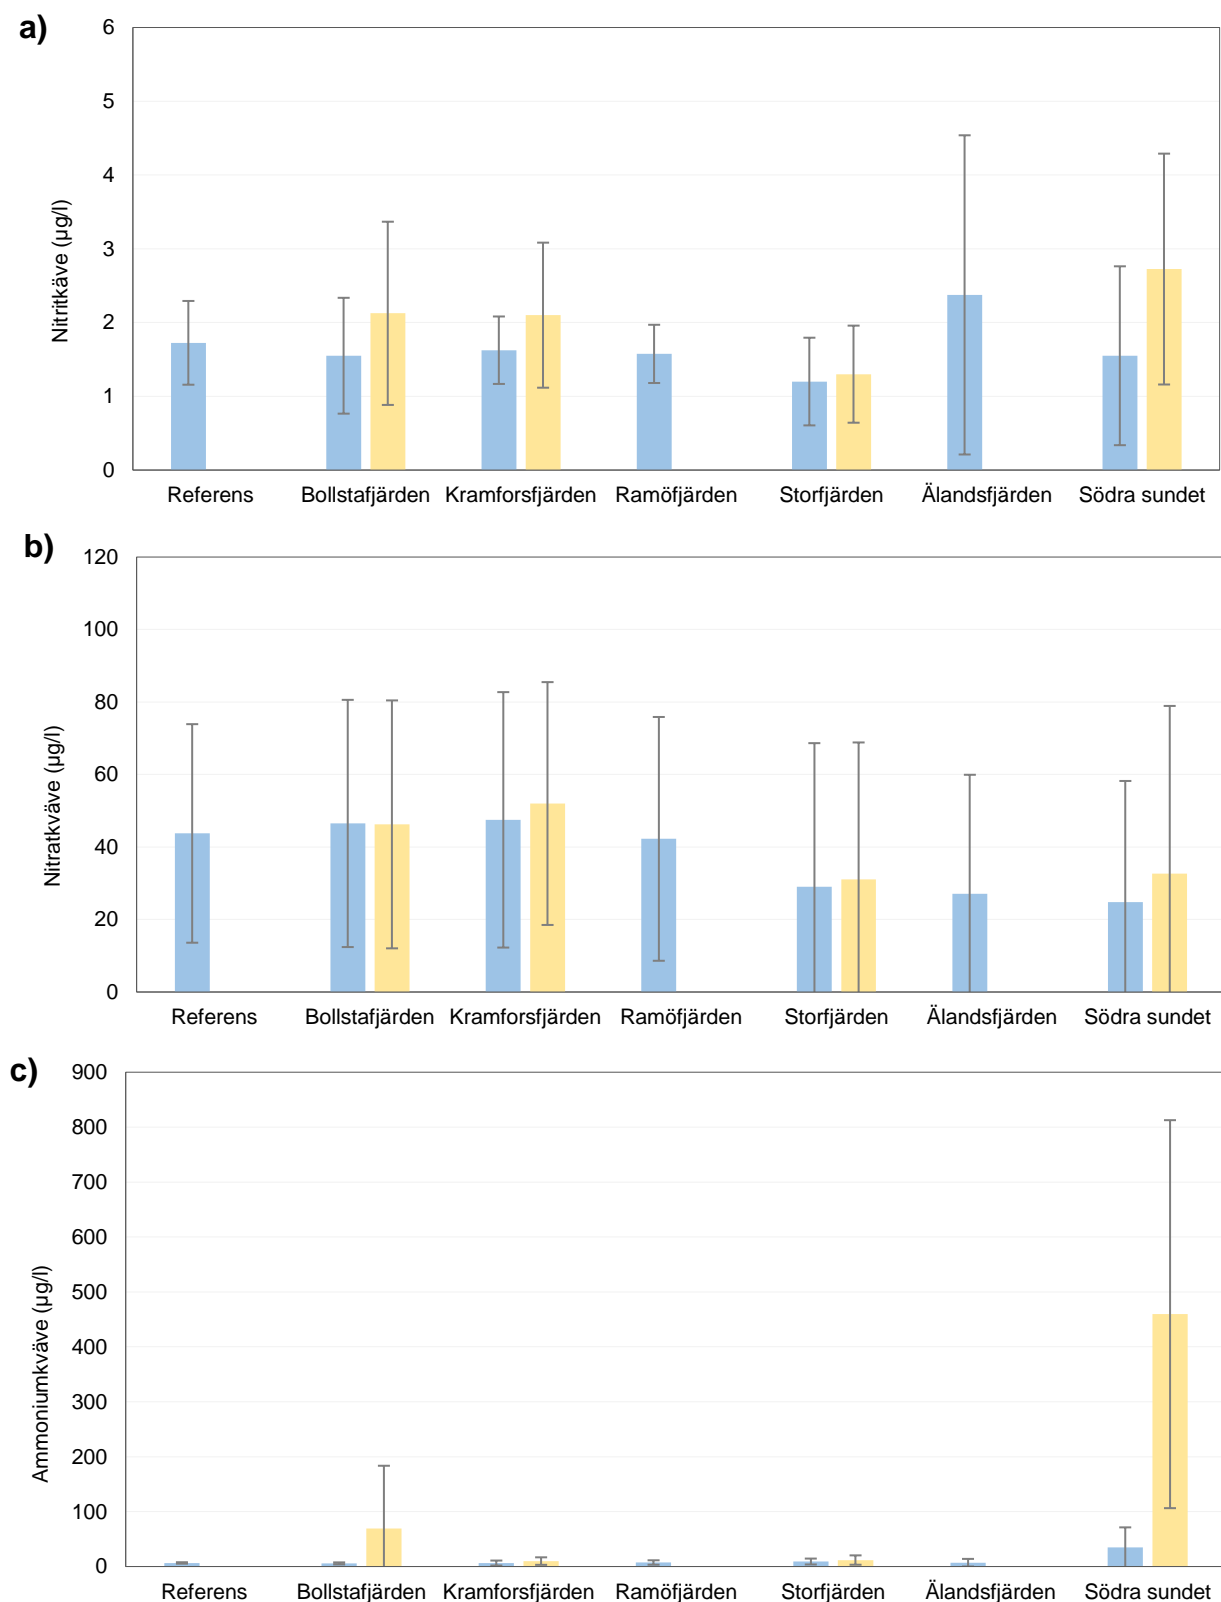 a)
6
5
4
3
2
1
0
Nitritkäve (µg/l)
Referens Bollstafjärden Kramforsfjärden Ramöfjärden Storfjärden Älandsfjärden Södra sundet
b)
120
100
80
60
40
20
0
Nitratkväve (µg/l)
Referens Bollstafjärden Kramforsfjärden Ramöfjärden Storfjärden Älandsfjärden Södra sundet
c)
900
800
700
600
500
400
300
200
100
0
Ammoniumkväve (µg/l)
Referens Bollstafjärden Kramforsfjärden Ramöfjärden Storfjärden Älandsfjärden Södra sundet